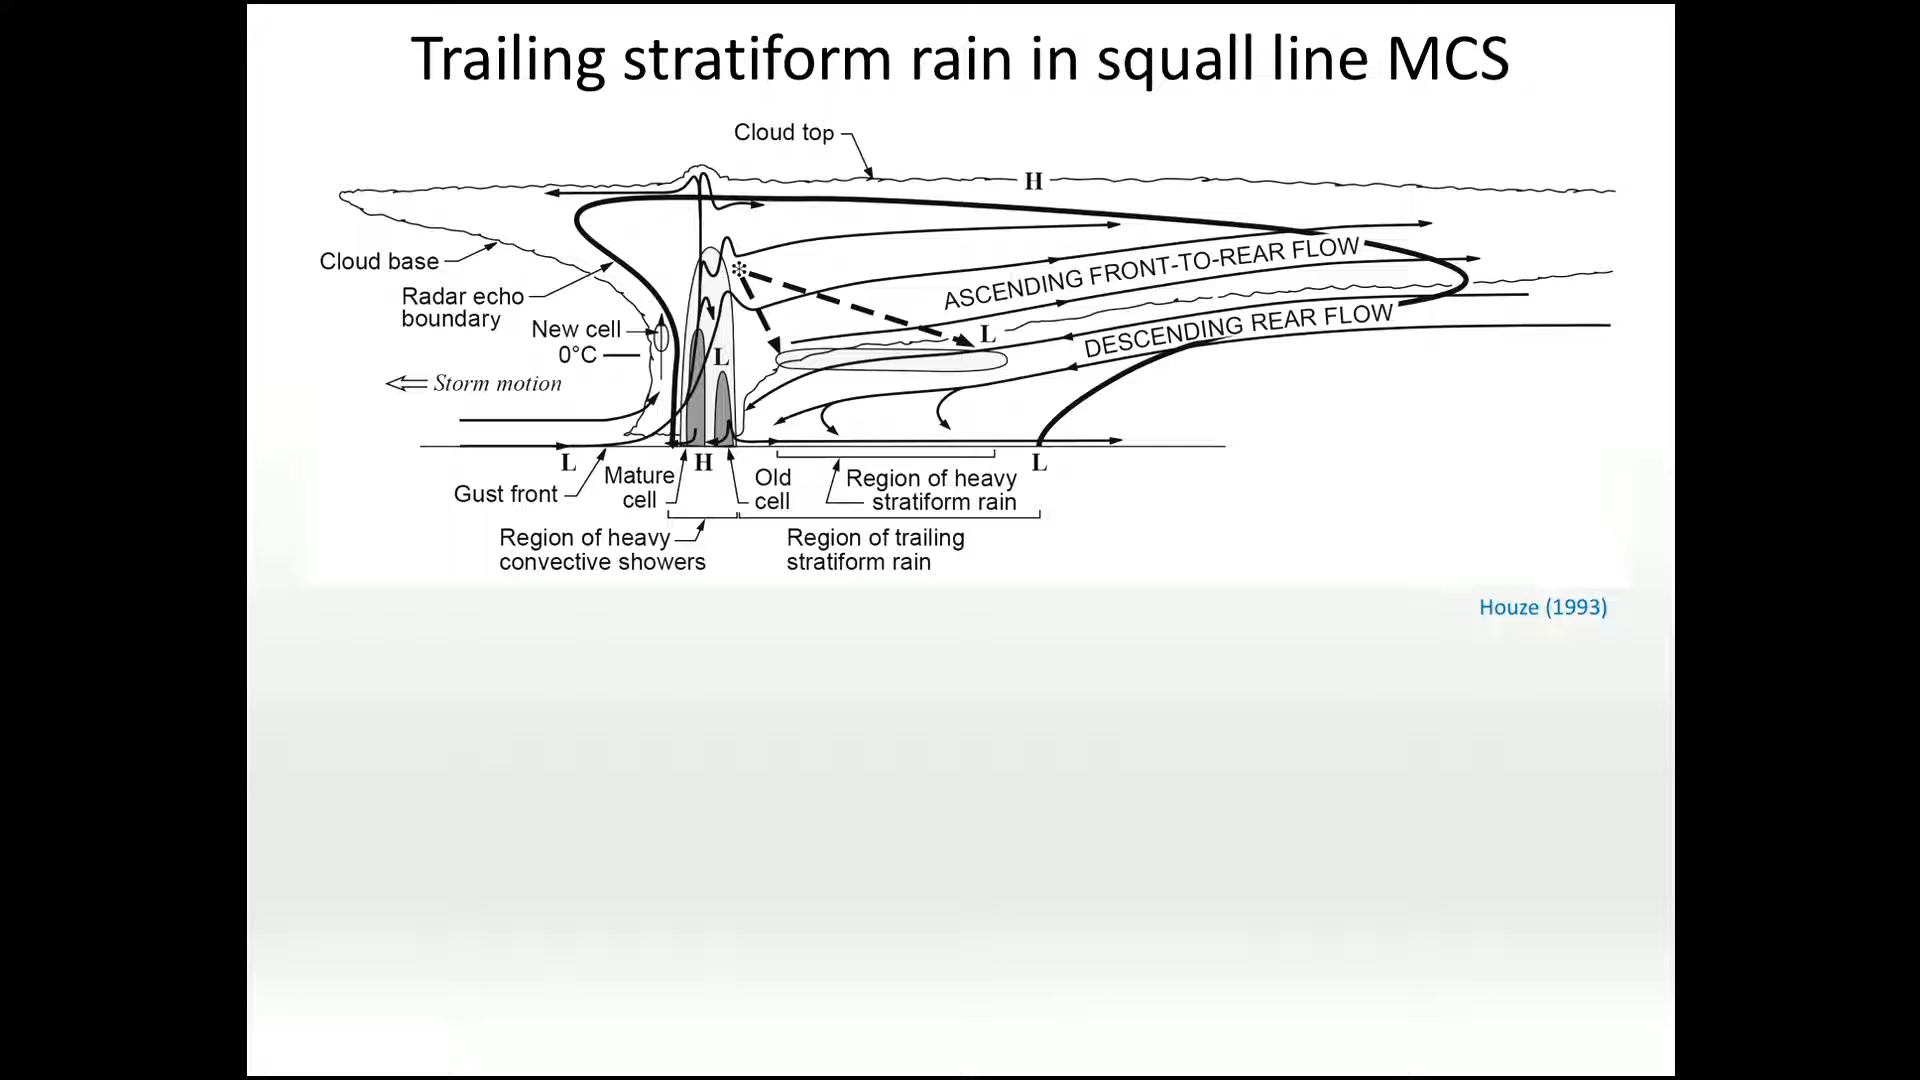 Trailing stratiform rain in squall line MCS
Cloud top
H
Cloud base
Radar echo
boundary
ASCENDING FRONT-TO-REAR FLOW
New cell
0°C
L
L
DESCENDING REAR FLOW
Storm motion
L
H
L
Gust front
Mature
cell
Old
cell
Region of heavy
stratiform rain
Region of heavy
convective showers
Region of trailing
stratiform rain
Houze (1993)